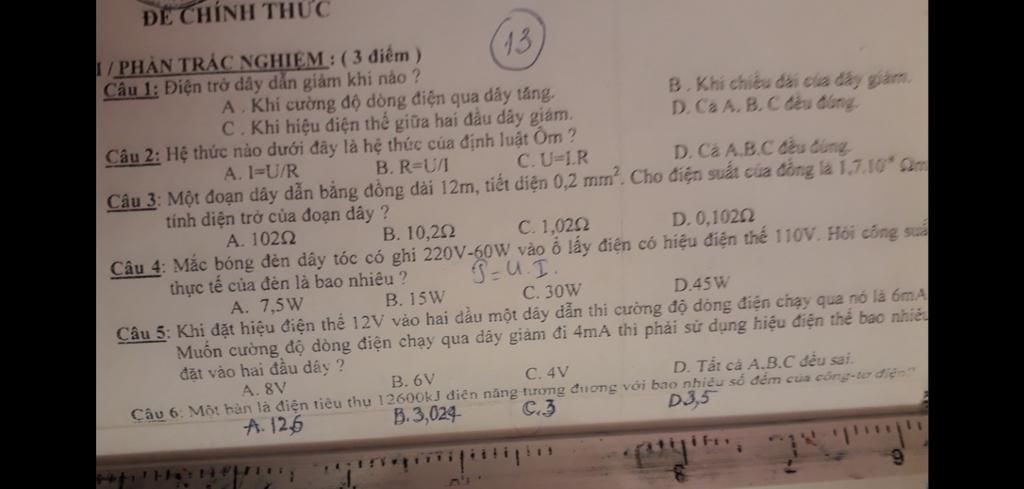 ĐỀ CHÍNH THỨC
13
I / PHẦN TRẮC NGHIỆM : ( 3 điểm )
Câu 1: Điện trở dây dẫn giảm khi nào ?
A . Khi cường độ dòng điện qua dây tăng. B . Khi chiều dài của dây giảm.
C . Khi hiệu điện thế giữa hai đầu dây giảm. D. Cả A, B, C đều đúng.
Câu 2: Hệ thức nào dưới đây là hệ thức của định luật Ôm ?
A. I=U/R B. R=U/I C. U=I.R D. Cả A,B,C đều đúng.
Câu 3: Một đoạn dây dẫn bằng đồng dài 12m, tiết diện 0,2 mm². Cho điện suất của đồng là 1,7.10⁻⁸ Ωm
tính diện trở của đoạn dây ?
A. 102Ω B. 10,2Ω C. 1,02Ω D. 0,102Ω
Câu 4: Mắc bóng đèn dây tóc có ghi 220V-60W vào ổ lấy điện có hiệu điện thế 110V. Hỏi công suấ
thực tế của đèn là bao nhiêu ? P = U.I.
A. 7,5W B. 15W C. 30W D.45W
Câu 5: Khi đặt hiệu điện thế 12V vào hai đầu một dây dẫn thì cường độ dòng điện chạy qua nó là 6mA
Muốn cường độ dòng điện chạy qua dây giảm đi 4mA thì phải sử dụng hiệu điện thế bao nhiêu
đặt vào hai đầu dây ?
A. 8V B. 6V C. 4V D. Tất cả A.B.C đều sai.
Câu 6: Một bàn là điện tiêu thụ 12600kJ điên năng tương đương với bao nhiêu số đếm của công-tơ điện"
A. 12,6 B. 3,024 C. 3 D 3,5
8 7 9